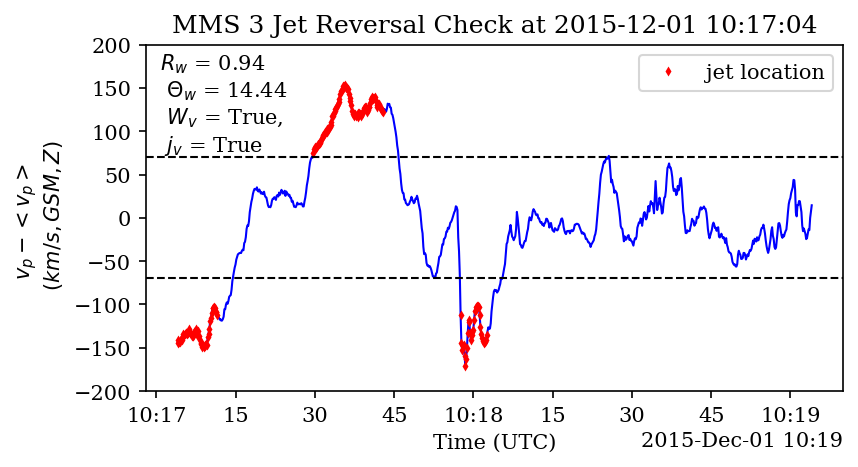 MMS 3 Jet Reversal Check at 2015-12-01 10:17:04
R_w = 0.94
Θ_w = 14.44
W_v = True,
j_v = True
jet location
v_p − <v_p>
(km/s, GSM, Z)
200
150
100
50
0
−50
−100
−150
−200
10:17 15 30 45 10:18 15 30 45 10:19
Time (UTC)
2015-Dec-01 10:19